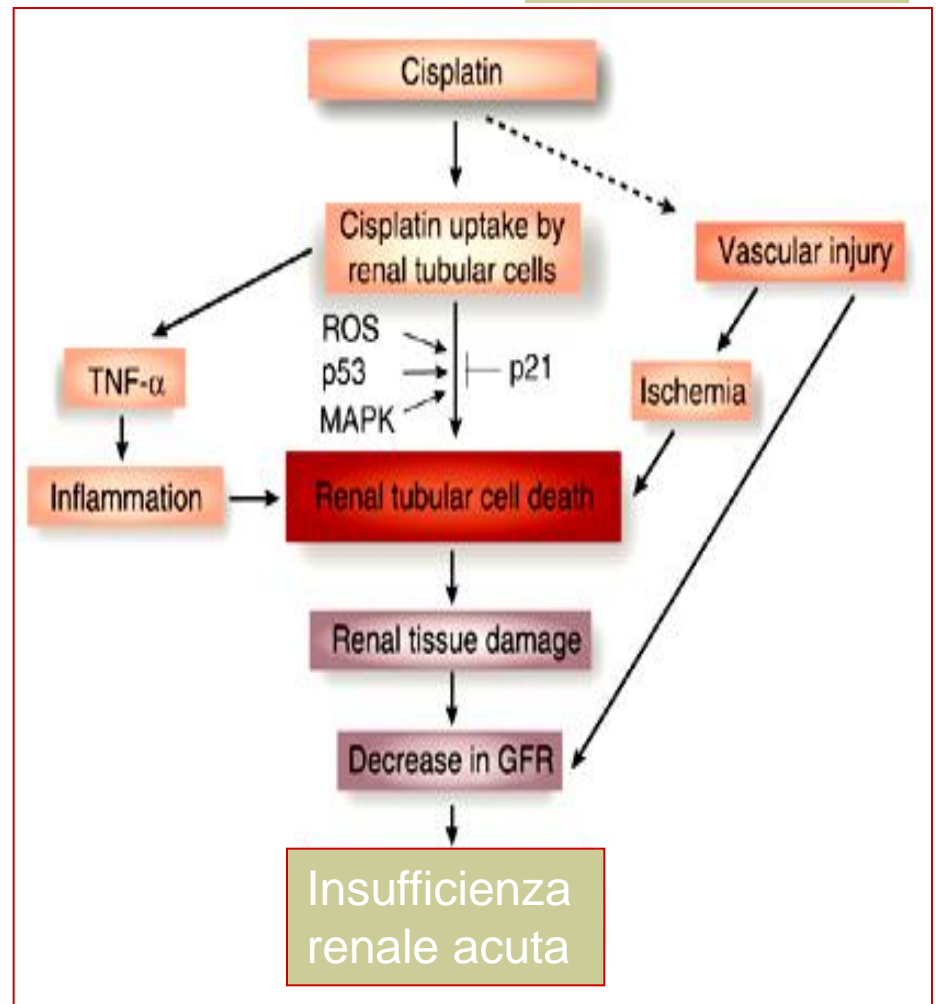 Cisplatin
Cisplatin uptake by
renal tubular cells
Vascular injury
ROS
p53
MAPK
p21
TNF-α
Ischemia
Inflammation
Renal tubular cell death
Renal tissue damage
Decrease in GFR
Insufficienza
renale acuta